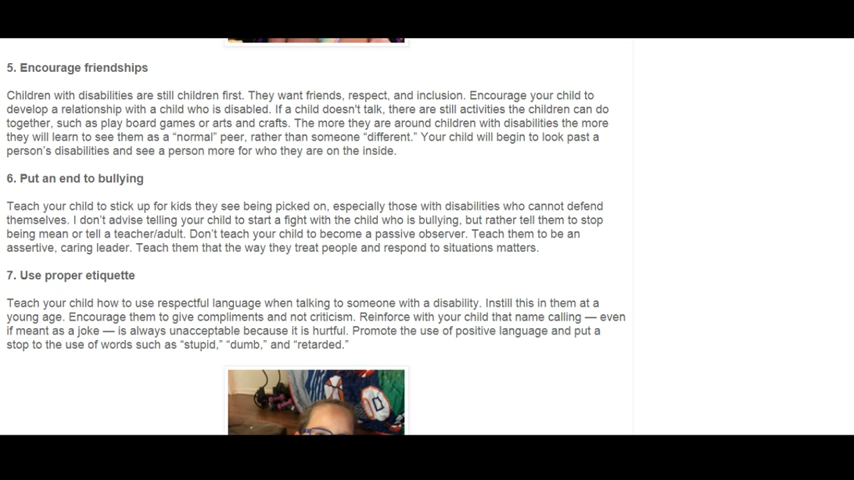 5. Encourage friendships
Children with disabilities are still children first. They want friends, respect, and inclusion. Encourage your child to
develop a relationship with a child who is disabled. If a child doesn't talk, there are still activities the children can do
together, such as play board games or arts and crafts. The more they are around children with disabilities the more
they will learn to see them as a “normal” peer, rather than someone “different.” Your child will begin to look past a
person’s disabilities and see a person more for who they are on the inside.
6. Put an end to bullying
Teach your child to stick up for kids they see being picked on, especially those with disabilities who cannot defend
themselves. I don’t advise telling your child to start a fight with the child who is bullying, but rather tell them to stop
being mean or tell a teacher/adult. Don’t teach your child to become a passive observer. Teach them to be an
assertive, caring leader. Teach them that the way they treat people and respond to situations matters.
7. Use proper etiquette
Teach your child how to use respectful language when talking to someone with a disability. Instill this in them at a
young age. Encourage them to give compliments and not criticism. Reinforce with your child that name calling — even
if meant as a joke — is always unacceptable because it is hurtful. Promote the use of positive language and put a
stop to the use of words such as “stupid,” “dumb,” and “retarded.”
D